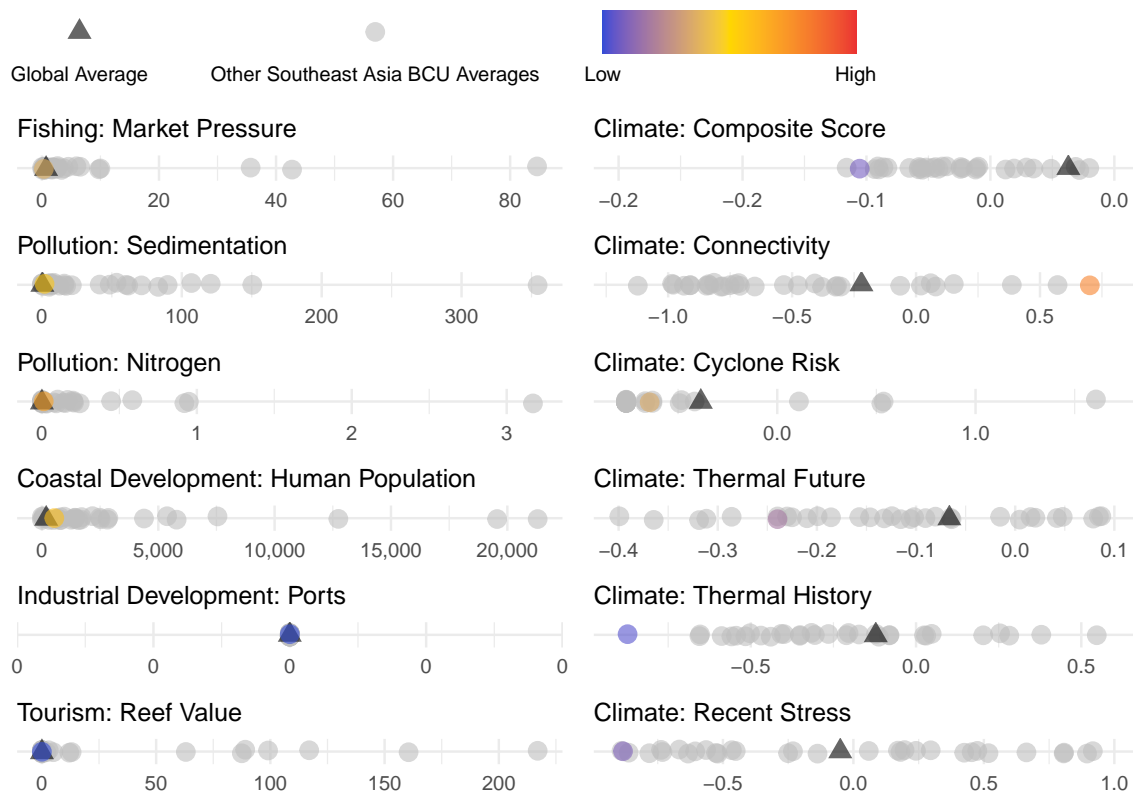 Global Average
Other Southeast Asia BCU Averages
Low
High
Fishing: Market Pressure
0 20 40 60 80
Climate: Composite Score
−0.2 −0.2 −0.1 0.0 0.0
Pollution: Sedimentation
0 100 200 300
Climate: Connectivity
−1.0 −0.5 0.0 0.5
Pollution: Nitrogen
0 1 2 3
Climate: Cyclone Risk
0.0 1.0
Coastal Development: Human Population
0 5,000 10,000 15,000 20,000
Climate: Thermal Future
−0.4 −0.3 −0.2 −0.1 0.0 0.1
Industrial Development: Ports
0 0 0 0 0
Climate: Thermal History
−0.5 0.0 0.5
Tourism: Reef Value
0 50 100 150 200
Climate: Recent Stress
−0.5 0.0 0.5 1.0